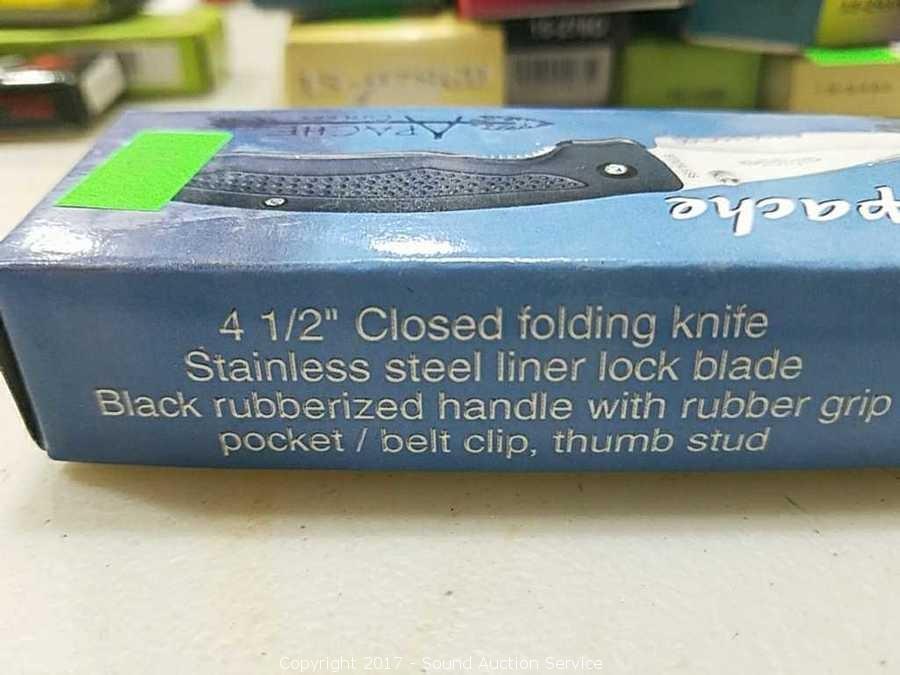 APACHE
pache
4 1/2" Closed folding knife
Stainless steel liner lock blade
Black rubberized handle with rubber grip
pocket / belt clip, thumb stud
Copyright 2017 - Sound Auction Service